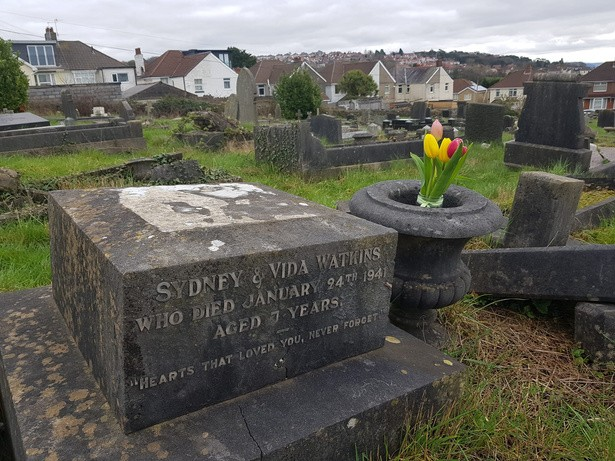 SYDNEY & VIDA WATKINS
WHO DIED JANUARY 24TH 1941
AGED 7 YEARS.
"HEARTS THAT LOVED YOU, NEVER FORGET."